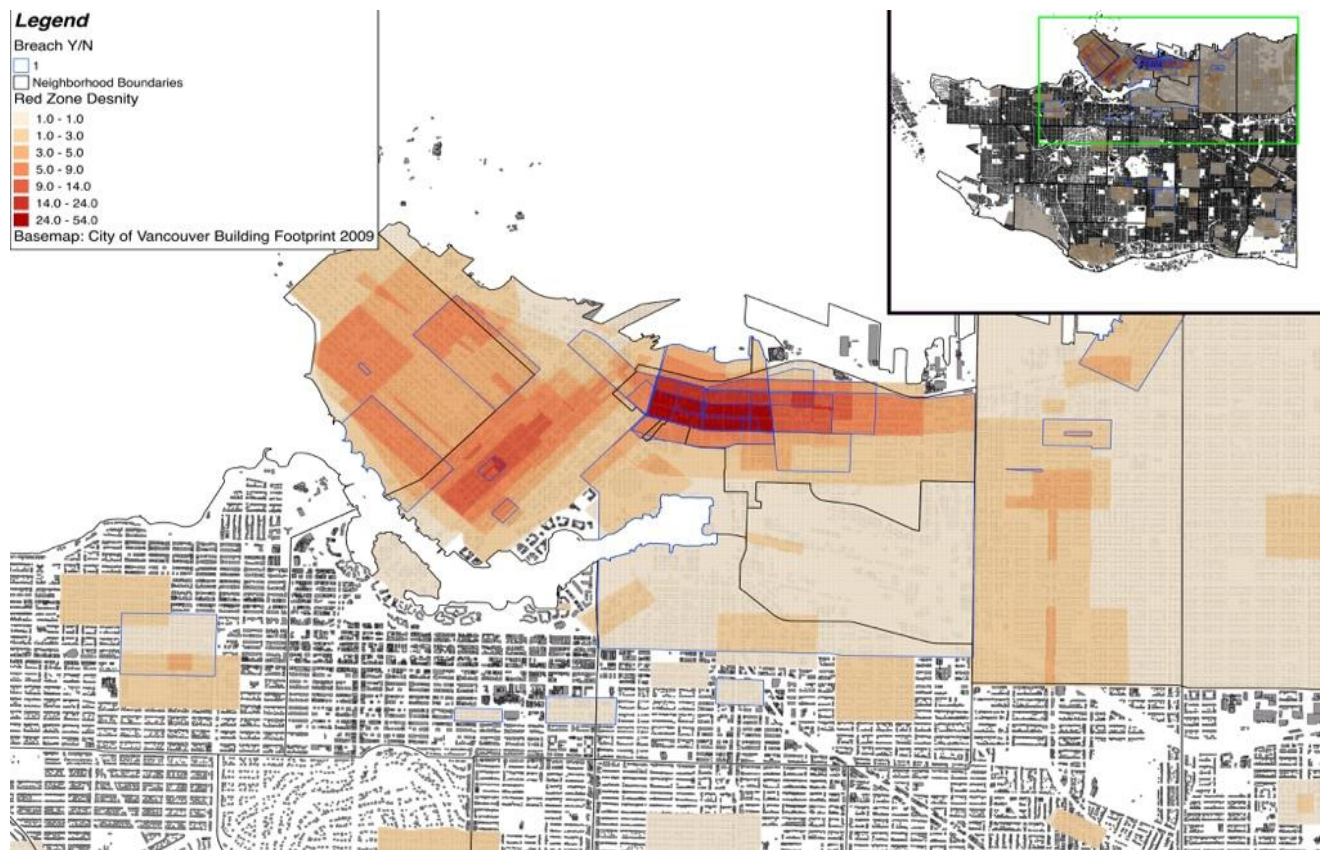 Legend
Breach Y/N
1
Neighborhood Boundaries
Red Zone Desnity
1.0 - 1.0
1.0 - 3.0
3.0 - 5.0
5.0 - 9.0
9.0 - 14.0
14.0 - 24.0
24.0 - 54.0
Basemap: City of Vancouver Building Footprint 2009